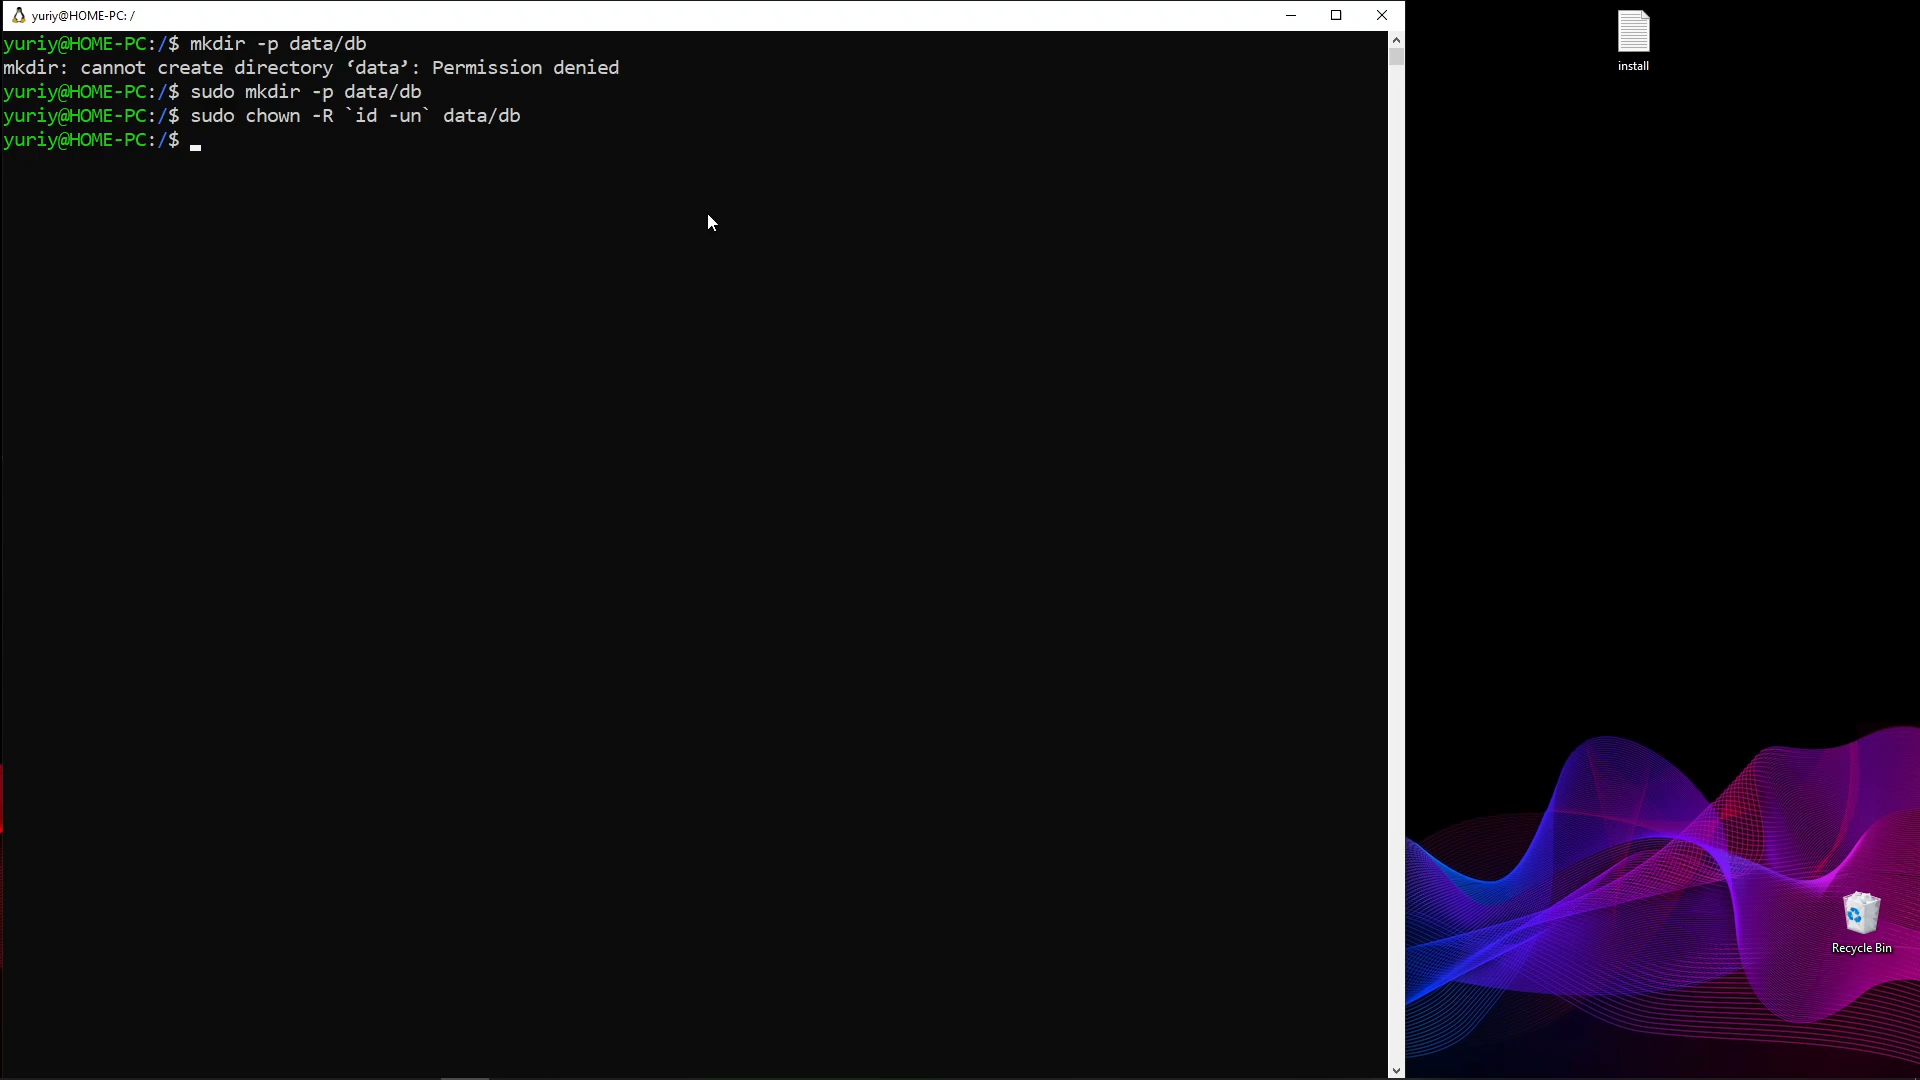 yuriy@HOME-PC: /
yuriy@HOME-PC:/$ mkdir -p data/db
mkdir: cannot create directory ‘data’: Permission denied
yuriy@HOME-PC:/$ sudo mkdir -p data/db
yuriy@HOME-PC:/$ sudo chown -R `id -un` data/db
yuriy@HOME-PC:/$
install
Recycle Bin